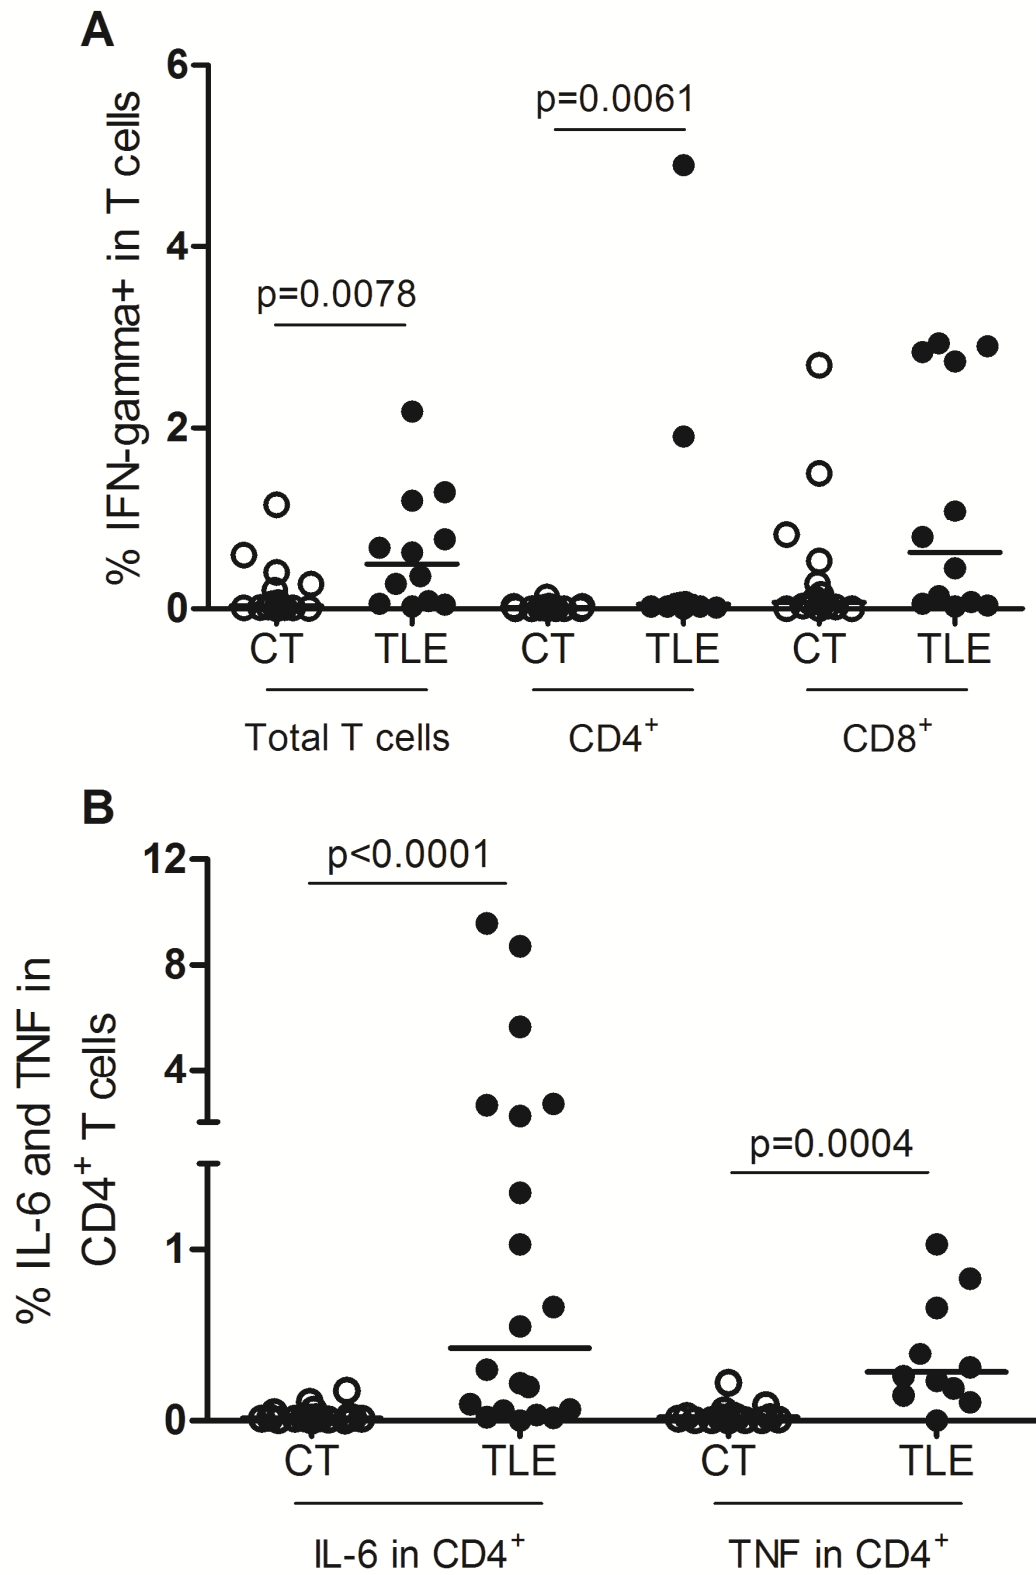 A
6
p=0.0061
% IFN-gamma+ in T cells
4
p=0.0078
2
0
CT TLE CT TLE CT TLE
Total T cells CD4+ CD8+
B
12
p<0.0001
8
% IL-6 and TNF in
CD4+ T cells
4
p=0.0004
1
0
CT TLE CT TLE
IL-6 in CD4+ TNF in CD4+